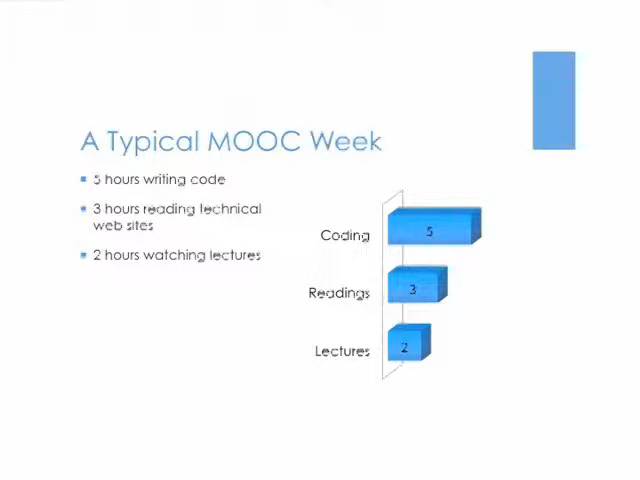 A Typical MOOC Week
5 hours writing code
3 hours reading technical
web sites
2 hours watching lectures
Coding 5
Readings 3
Lectures 2